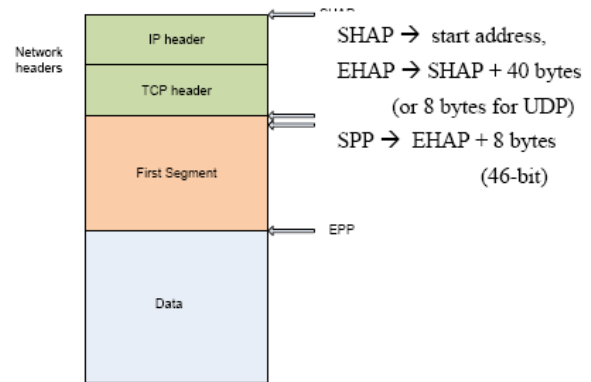 Network
headers
IP header
TCP header
First Segment
Data
EPP
SHAP → start address,
EHAP → SHAP + 40 bytes
(or 8 bytes for UDP)
SPP → EHAP + 8 bytes
(46-bit)